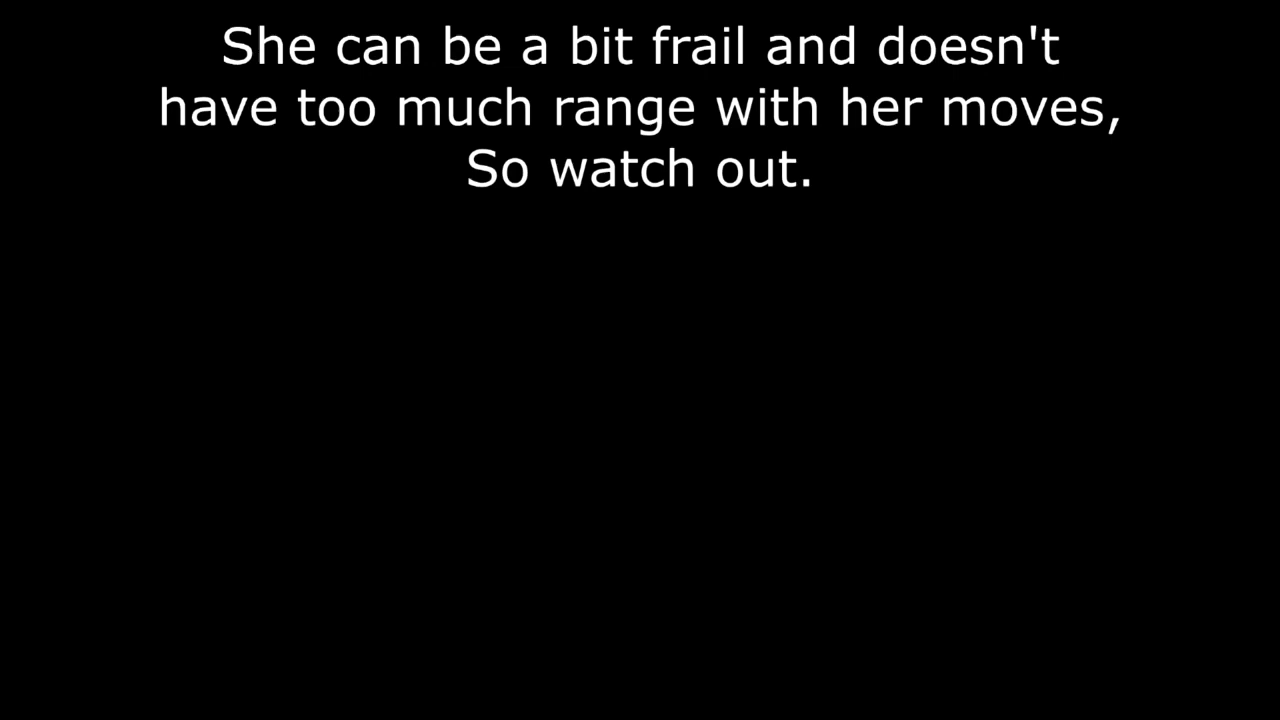 She can be a bit frail and doesn't
have too much range with her moves,
So watch out.